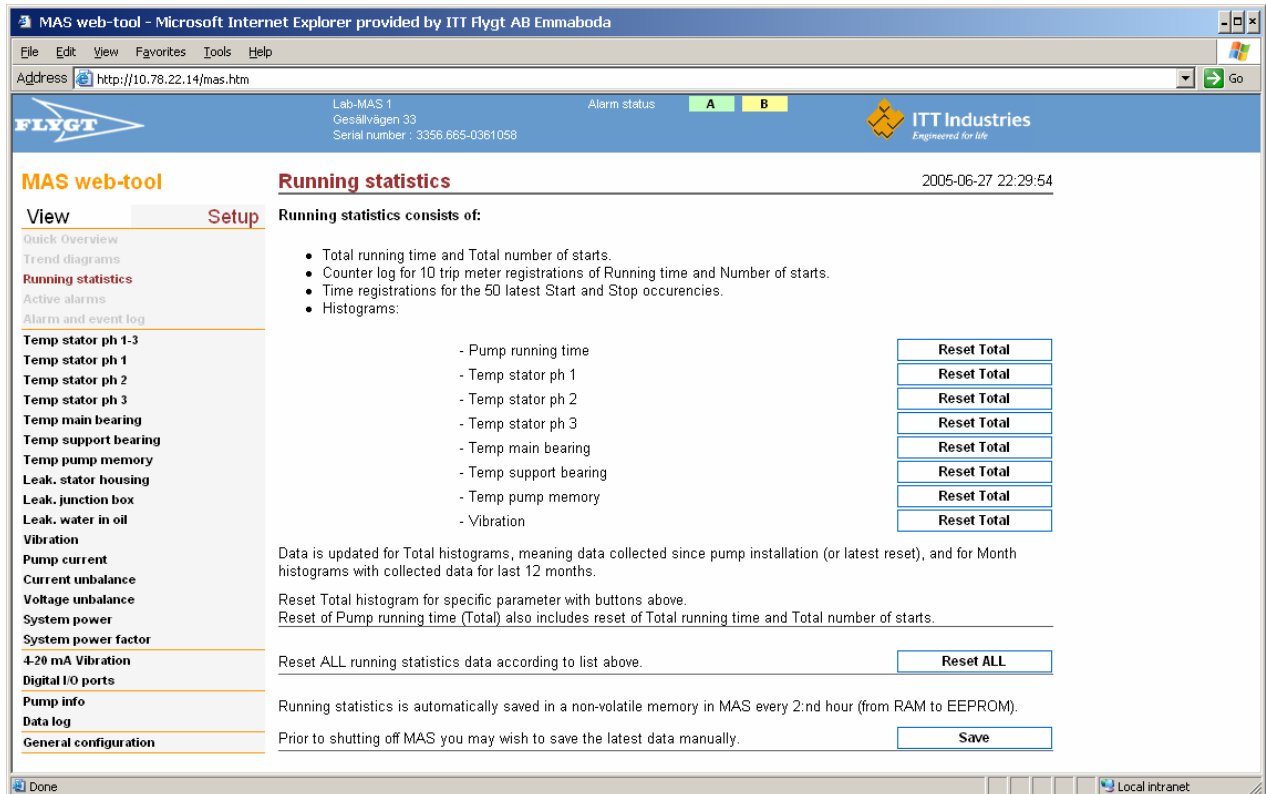 MAS web-tool - Microsoft Internet Explorer provided by ITT Flygt AB Emmaboda
File Edit View Favorites Tools Help
Address http://10.78.22.14/mas.htm Go
FLYGT
Lab-MAS 1
Gesällvägen 33
Serial number : 3356.665-0361058
Alarm status A B
ITT Industries
Engineered for life
MAS web-tool
View Setup
Quick Overview
Trend diagrams
Running statistics
Active alarms
Alarm and event log
Temp stator ph 1-3
Temp stator ph 1
Temp stator ph 2
Temp stator ph 3
Temp main bearing
Temp support bearing
Temp pump memory
Leak. stator housing
Leak. junction box
Leak. water in oil
Vibration
Pump current
Current unbalance
Voltage unbalance
System power
System power factor
4-20 mA Vibration
Digital I/O ports
Pump info
Data log
General configuration
Running statistics 2005-06-27 22:29:54
Running statistics consists of:
• Total running time and Total number of starts.
• Counter log for 10 trip meter registrations of Running time and Number of starts.
• Time registrations for the 50 latest Start and Stop occurencies.
• Histograms:
- Pump running time Reset Total
- Temp stator ph 1 Reset Total
- Temp stator ph 2 Reset Total
- Temp stator ph 3 Reset Total
- Temp main bearing Reset Total
- Temp support bearing Reset Total
- Temp pump memory Reset Total
- Vibration Reset Total
Data is updated for Total histograms, meaning data collected since pump installation (or latest reset), and for Month
histograms with collected data for last 12 months.
Reset Total histogram for specific parameter with buttons above.
Reset of Pump running time (Total) also includes reset of Total running time and Total number of starts.
Reset ALL running statistics data according to list above. Reset ALL
Running statistics is automatically saved in a non-volatile memory in MAS every 2:nd hour (from RAM to EEPROM).
Prior to shutting off MAS you may wish to save the latest data manually. Save
Done Local intranet